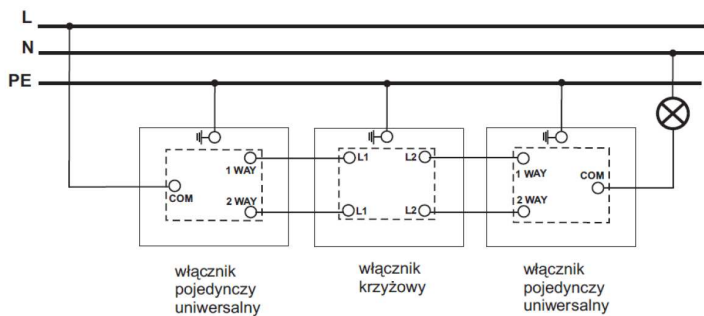 L
N
PE
1 WAY
COM
2 WAY
L1
L2
L1
L2
1 WAY
COM
2 WAY
włącznik
pojedynczy
uniwersalny
włącznik
krzyżowy
włącznik
pojedynczy
uniwersalny